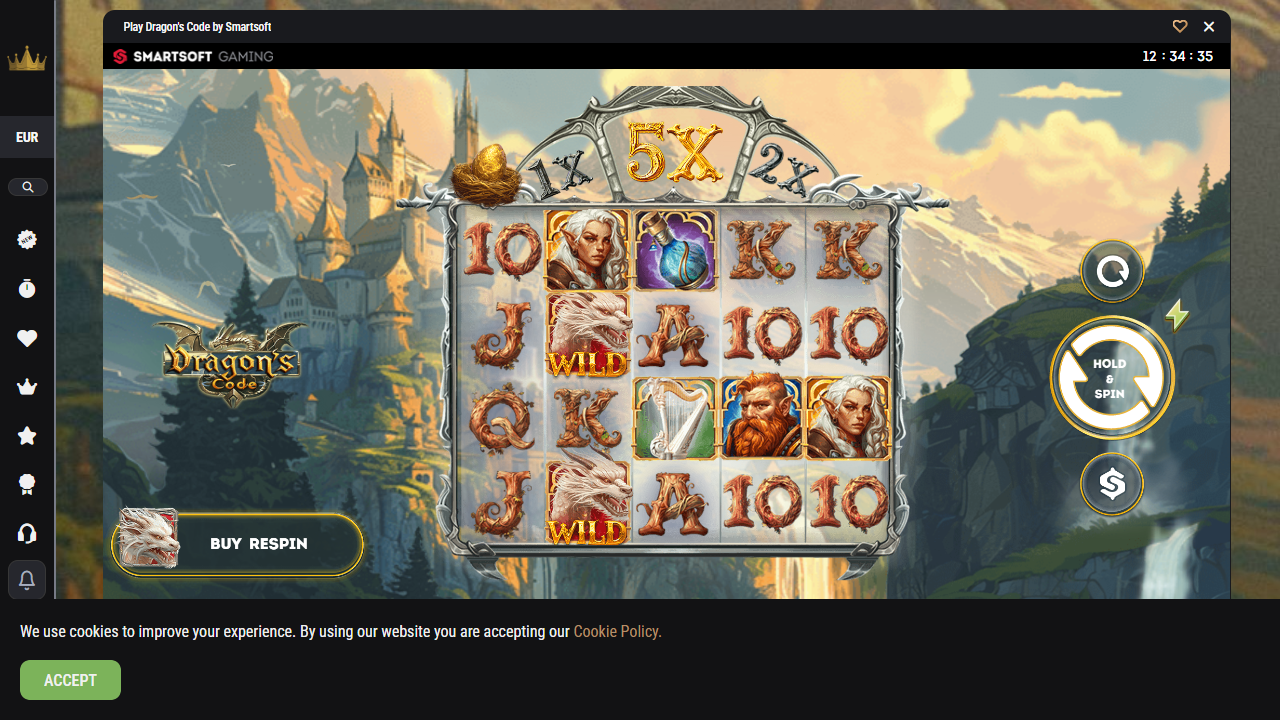 Play Dragon's Code by Smartsoft
SMARTSOFT GAMING
12 : 34 : 35
EUR
NEW
1X
5X
2X
10
K
K
J
WILD
A
10
10
Dragon's
Code
HOLD
&
SPIN
Q
K
J
WILD
A
10
10
BUY RESPIN
We use cookies to improve your experience. By using our website you are accepting our Cookie Policy.
ACCEPT